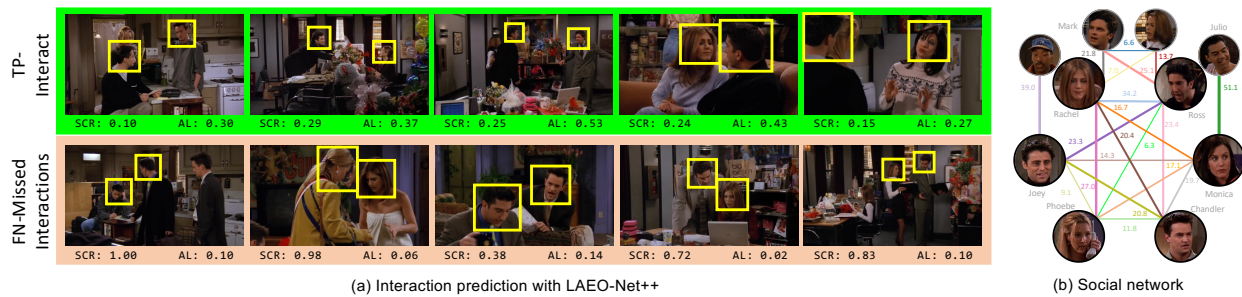 TP-
Interact
SCR: 0.10 AL: 0.30
SCR: 0.29 AL: 0.37
SCR: 0.25 AL: 0.53
SCR: 0.24 AL: 0.43
SCR: 0.15 AL: 0.27
FN-Missed
Interactions
SCR: 1.00 AL: 0.10
SCR: 0.98 AL: 0.06
SCR: 0.38 AL: 0.14
SCR: 0.72 AL: 0.02
SCR: 0.83 AL: 0.10
(a) Interaction prediction with LAEO-Net++
Mark
Julio
6.6
21.8
13.7
25.2
39.0
34.2
51.1
Rachel
16.7
Ross
23.4
20.4
23.3
6.3
14.3
17.1
Joey
9.1
27.0
Monica
Phoebe
20.8
Chandler
11.8
(b) Social network